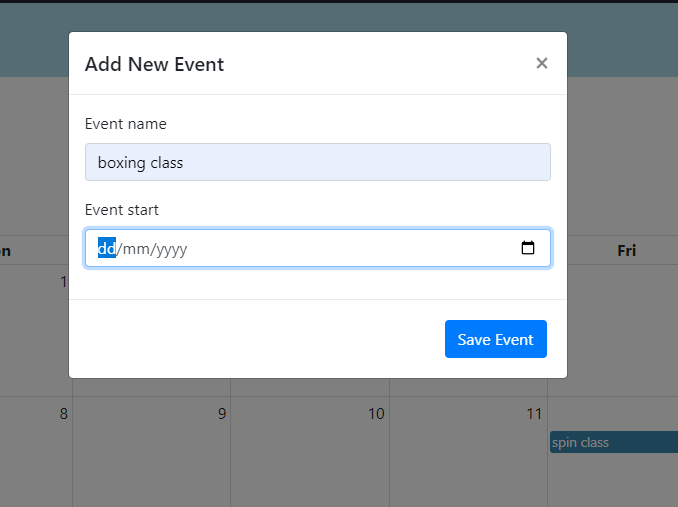 Add New Event ×
Event name
boxing class
Event start
dd/mm/yyyy
on Fri
1
Save Event
8 9 10 11
spin class